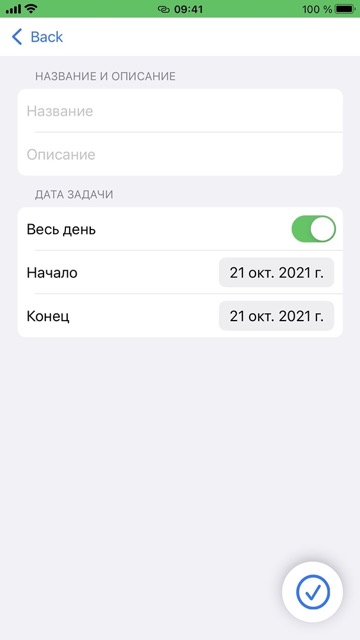 09:41
100 %
Back
НАЗВАНИЕ И ОПИСАНИЕ
Название
Описание
ДАТА ЗАДАЧИ
Весь день
Начало 21 окт. 2021 г.
Конец 21 окт. 2021 г.